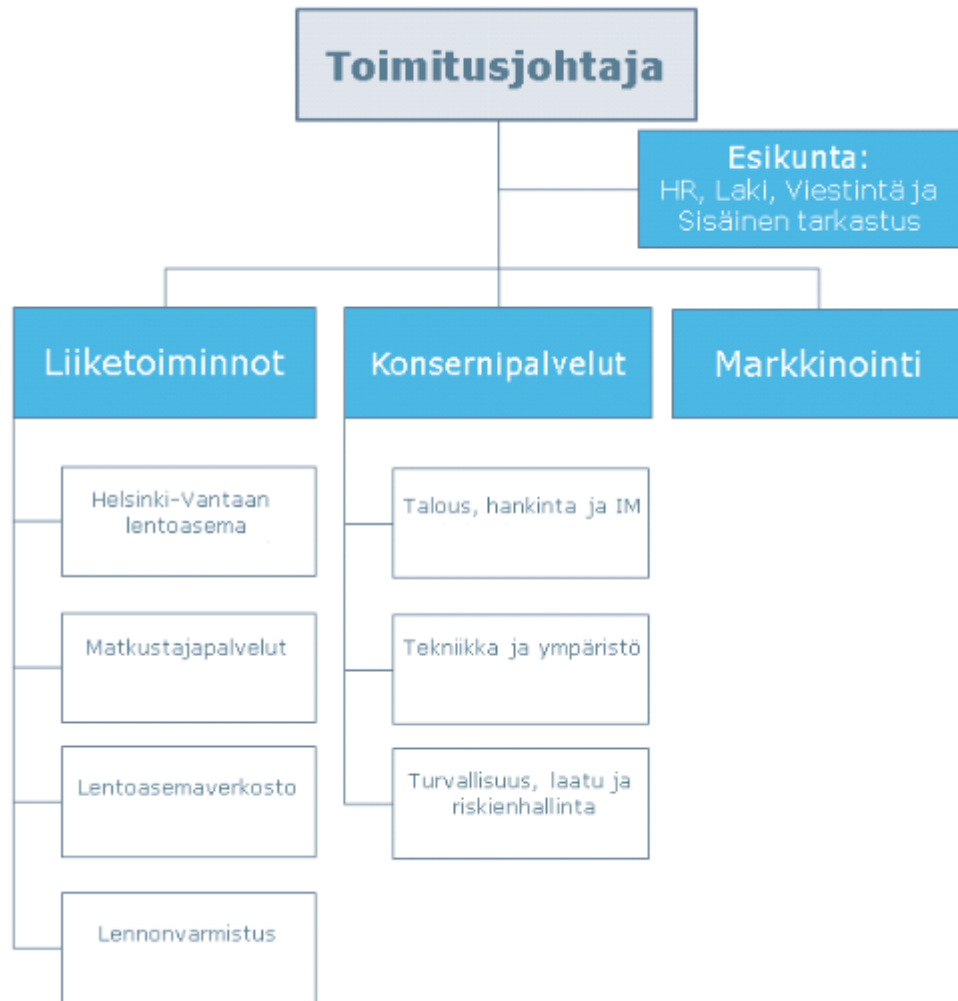 Toimitusjohtaja
Esikunta:
HR, Laki, Viestintä ja
Sisäinen tarkastus
Liiketoiminnot
Konsernipalvelut
Markkinointi
Helsinki-Vantaan
lentoasema
Matkustajapalvelut
Lentoasemaverkosto
Lennonvarmistus
Talous, hankinta ja IM
Tekniikka ja ympäristö
Turvallisuus, laatu ja
riskienhallinta